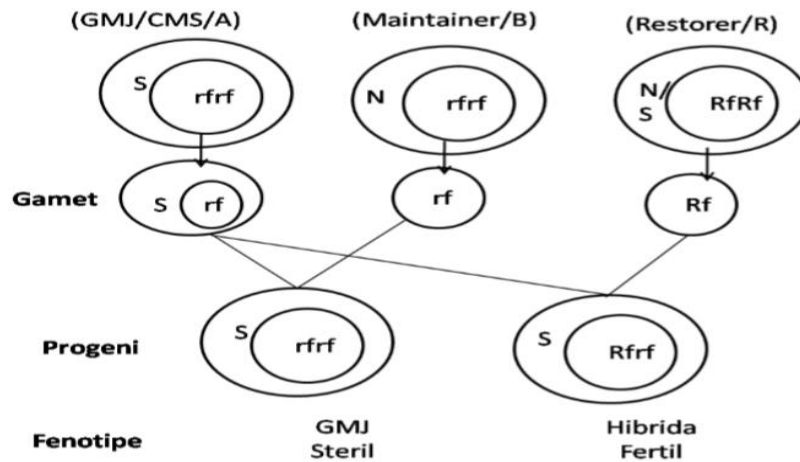 (GMJ/CMS/A) (Maintainer/B) (Restorer/R)
S rfrf N rfrf N/ RfRf
S
Gamet S rf rf Rf
Progeni S rfrf S Rfrf
Fenotipe GMJ Hibrida
Steril Fertil